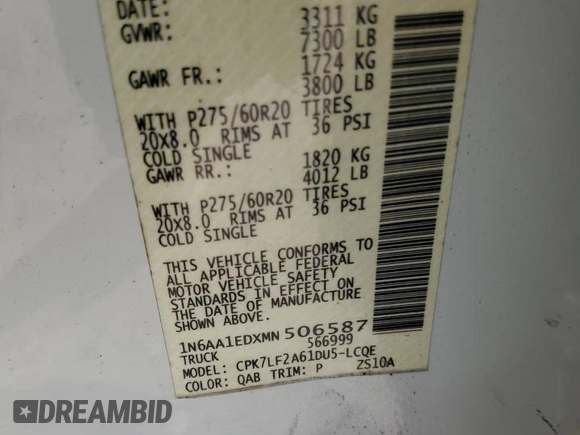 DATE:
GVWR: 3311 KG
7300 LB
GAWR FR.: 1724 KG
3800 LB
WITH P275/60R20 TIRES
20X8.0 RIMS AT 36 PSI
COLD SINGLE
GAWR RR.: 1820 KG
4012 LB
WITH P275/60R20 TIRES
20X8.0 RIMS AT 36 PSI
COLD SINGLE
THIS VEHICLE CONFORMS TO
ALL APPLICABLE FEDERAL
MOTOR VEHICLE SAFETY
STANDARDS IN EFFECT ON
THE DATE OF MANUFACTURE
SHOWN ABOVE.
1N6AA1EDXMN506587
TRUCK 566999
MODEL: CPK7LF2A61DU5-LCQE
COLOR: QAB TRIM: P ZS10A
DREAMBID